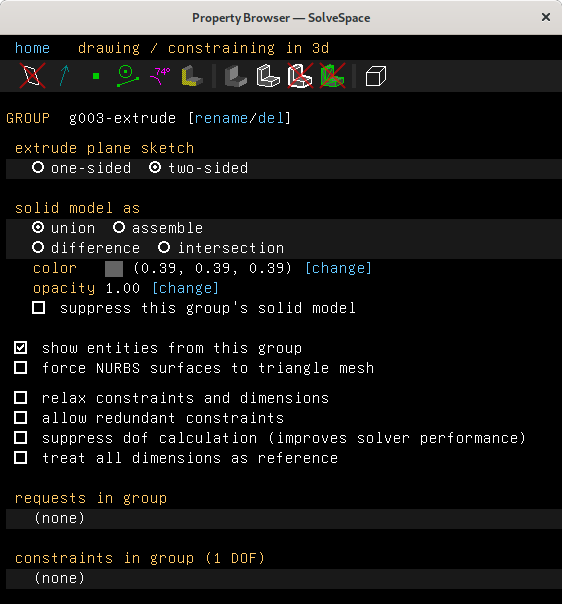 Property Browser — SolveSpace
home drawing / constraining in 3d
74°
GROUP g003-extrude [rename/del]
extrude plane sketch
one-sided two-sided
solid model as
union assemble
difference intersection
color (0.39, 0.39, 0.39) [change]
opacity 1.00 [change]
suppress this group's solid model
show entities from this group
force NURBS surfaces to triangle mesh
relax constraints and dimensions
allow redundant constraints
suppress dof calculation (improves solver performance)
treat all dimensions as reference
requests in group
(none)
constraints in group (1 DOF)
(none)